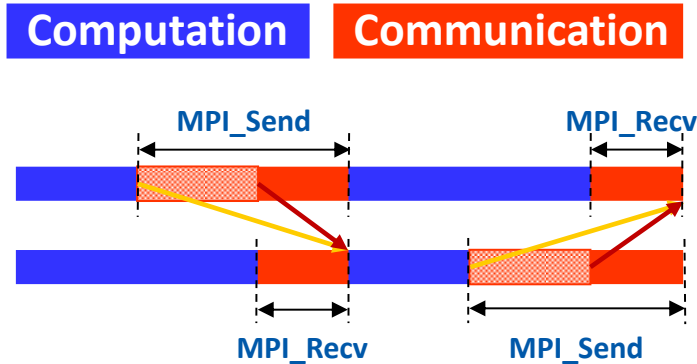 Computation
Communication
MPI_Send
MPI_Recv
MPI_Recv
MPI_Send